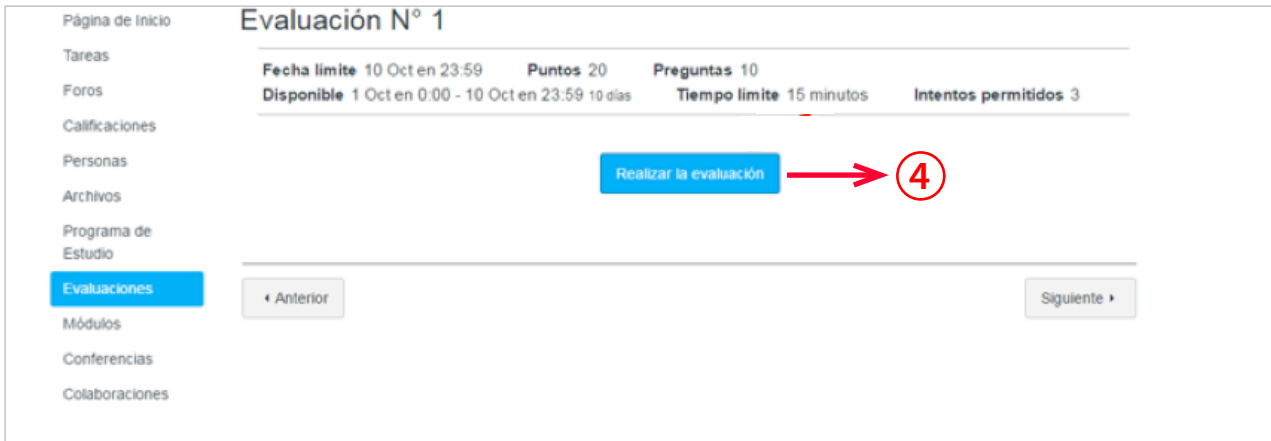 Página de Inicio
Tareas
Foros
Calificaciones
Personas
Archivos
Programa de
Estudio
Evaluaciones
Módulos
Conferencias
Colaboraciones
Evaluación N° 1
Fecha límite 10 Oct en 23:59 Puntos 20 Preguntas 10
Disponible 1 Oct en 0:00 - 10 Oct en 23:59 10 días Tiempo límite 15 minutos Intentos permitidos 3
Realizar la evaluación 4
Anterior Siguiente